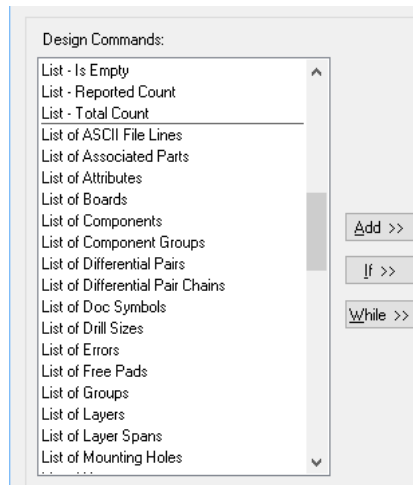 Design Commands:
List - Is Empty
List - Reported Count
List - Total Count
List of ASCII File Lines
List of Associated Parts
List of Attributes
List of Boards
List of Components
List of Component Groups
List of Differential Pairs
List of Differential Pair Chains
List of Doc Symbols
List of Drill Sizes
List of Errors
List of Free Pads
List of Groups
List of Layers
List of Layer Spans
List of Mounting Holes
Add >>
If >>
While >>